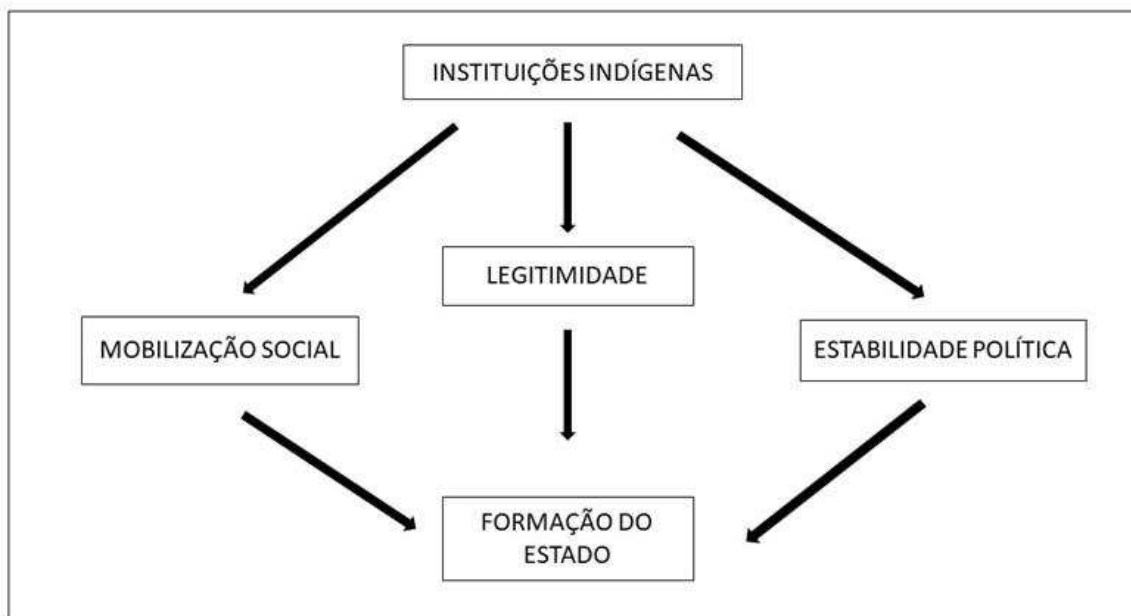 INSTITUIÇÕES INDÍGENAS
LEGITIMIDADE
MOBILIZAÇÃO SOCIAL
ESTABILIDADE POLÍTICA
FORMAÇÃO DO
ESTADO